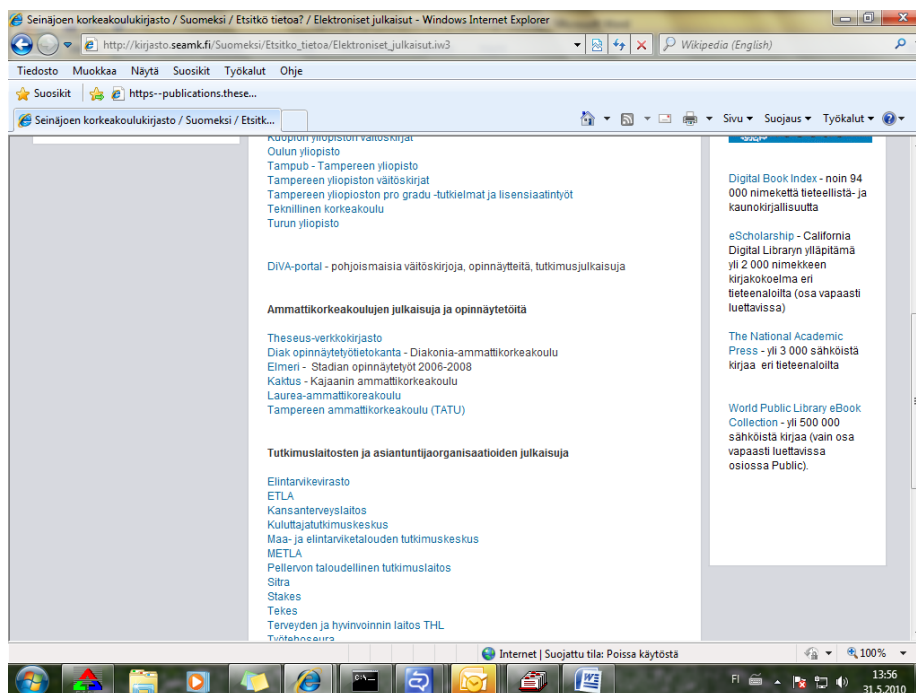 Seinäjoen korkeakoulukirjasto / Suomeksi / Etsitkö tietoa? / Elektroniset julkaisut - Windows Internet Explorer
http://kirjasto.seamk.fi/Suomeksi/Etsitko_tietoa/Elektroniset_julkaisut.iw3
Wikipedia (English)
Tiedosto Muokkaa Näytä Suosikit Työkalut Ohje
Suosikit https--publications.these...
Seinäjoen korkeakoulukirjasto / Suomeksi / Etsitk...
Sivu Suojaus Työkalut
Kuopion yliopiston väitöskirjat
Oulun yliopisto
Tampub - Tampereen yliopisto
Tampereen yliopiston väitöskirjat
Tampereen yliopioston pro gradu -tutkielmat ja lisensiaatintyöt
Teknillinen korkeakoulu
Turun yliopisto
DiVA-portal - pohjoismaisia väitöskirjoja, opinnäytteitä, tutkimusjulkaisuja
Ammattikorkeakoulujen julkaisuja ja opinnäytetöitä
Theseus-verkkokirjasto
Diak opinnäytetyötietokanta - Diakonia-ammattikorkeakoulu
Elmeri - Stadian opinnäytetyöt 2006-2008
Kaktus - Kajaanin ammattikorkeakoulu
Laurea-ammattikoreakoulu
Tampereen ammattikorkeakoulu (TATU)
Tutkimuslaitosten ja asiantuntijaorganisaatioiden julkaisuja
Elintarvikevirasto
ETLA
Kansanterveyslaitos
Kuluttajatutkimuskeskus
Maa- ja elintarviketalouden tutkimuskeskus
METLA
Pellervon taloudellinen tutkimuslaitos
Sitra
Stakes
Tekes
Terveyden ja hyvinvoinnin laitos THL
Työtehoseura
Digital Book Index - noin 94
000 nimekettä tieteellistä- ja
kaunokirjallisuutta
eScholarship - California
Digital Libraryn ylläpitämä
yli 2 000 nimekkeen
kirjakokoelma eri
tieteenaloilta (osa vapaasti
luettavissa)
The National Academic
Press - yli 3 000 sähköistä
kirjaa eri tieteenaloilta
World Public Library eBook
Collection - yli 500 000
sähköistä kirjaa (vain osa
vapaasti luettavissa
osiossa Public).
Internet | Suojattu tila: Poissa käytöstä
100%
FI
13:56
31.5.2010